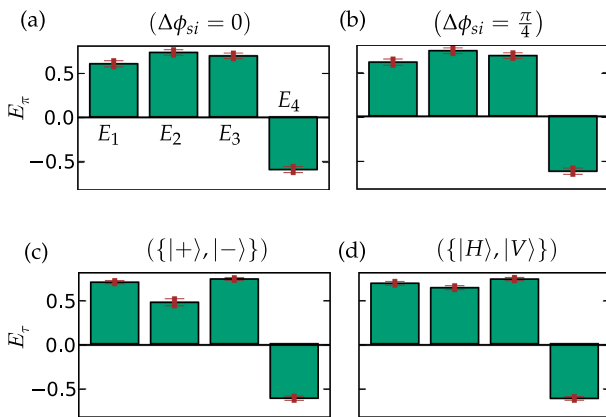 (a) (Δϕ_si = 0)
(b) (Δϕ_si = π/4)
E_π
0.5
0.0
−0.5
E_1 E_2 E_3 E_4
(c) ({|+⟩, |−⟩})
(d) ({|H⟩, |V⟩})
E_τ
0.5
0.0
−0.5